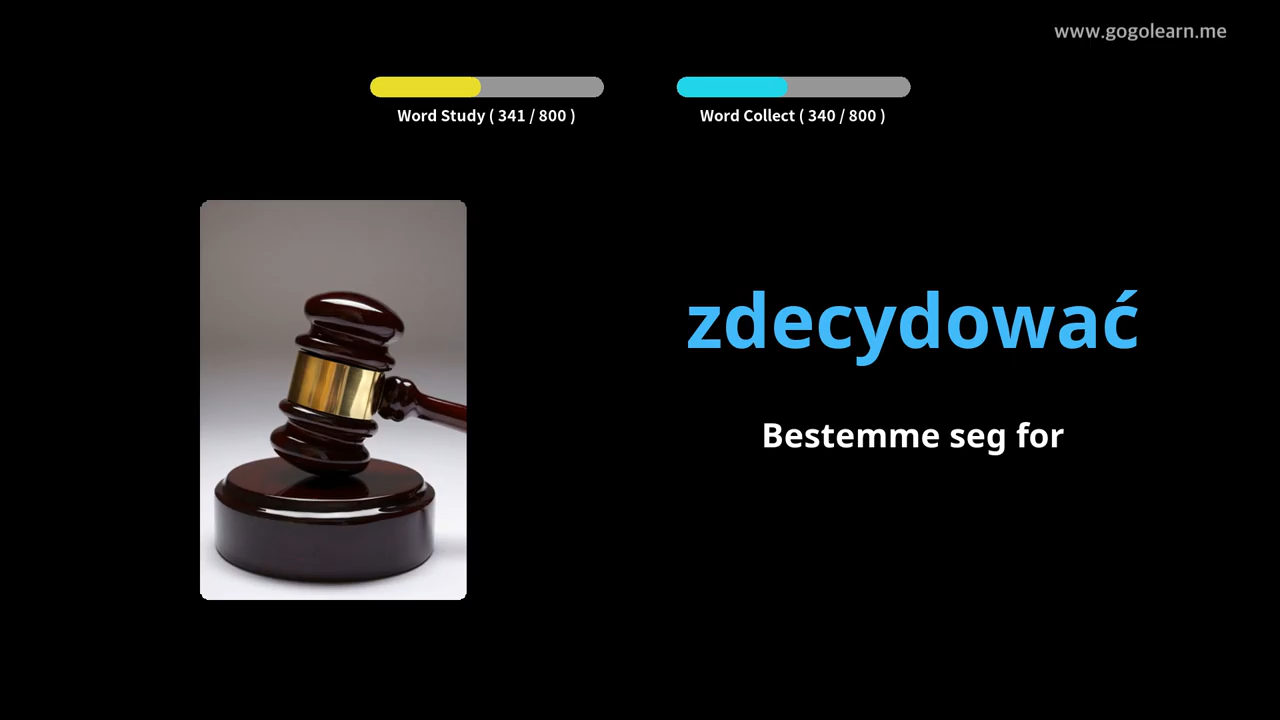 www.gogolearn.me
Word Study ( 341 / 800 )
Word Collect ( 340 / 800 )
zdecydować
Bestemme seg for